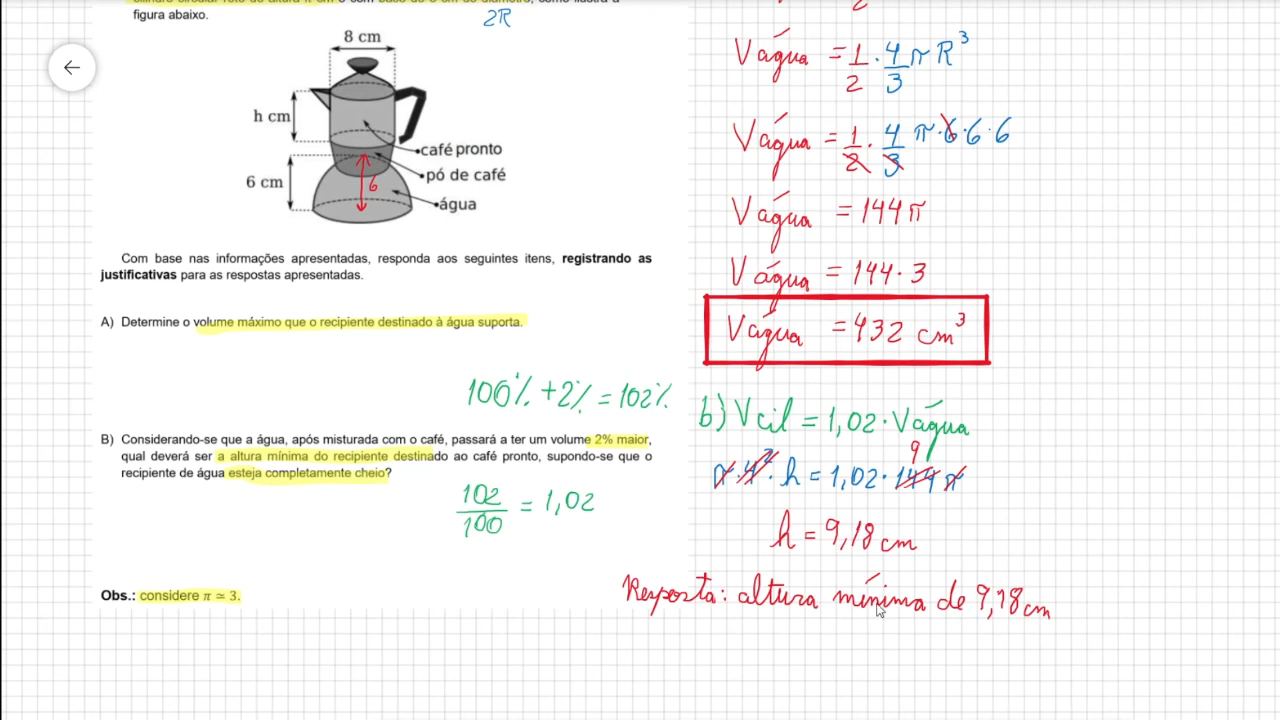 figura abaixo.
2R
8 cm
h cm
café pronto
6 cm
pó de café
6
água
Com base nas informações apresentadas, responda aos seguintes itens, registrando as
justificativas para as respostas apresentadas.
A) Determine o volume máximo que o recipiente destinado à água suporta.
100% + 2% = 102%
B) Considerando-se que a água, após misturada com o café, passará a ter um volume 2% maior,
qual deverá ser a altura mínima do recipiente destinado ao café pronto, supondo-se que o
recipiente de água esteja completamente cheio?
102/100 = 1,02
Obs.: considere π ≃ 3.
2
Vágua = 1/2 · 4/3 π R³
Vágua = 1/2 · 4/3 π · 6 · 6 · 6
Vágua = 144 π
Vágua = 144 · 3
Vágua = 432 cm³
b) Vcil = 1,02 · Vágua
9
π · 4² · h = 1,02 · 144 π
h = 9,18 cm
Resposta: altura mínima de 9,18 cm